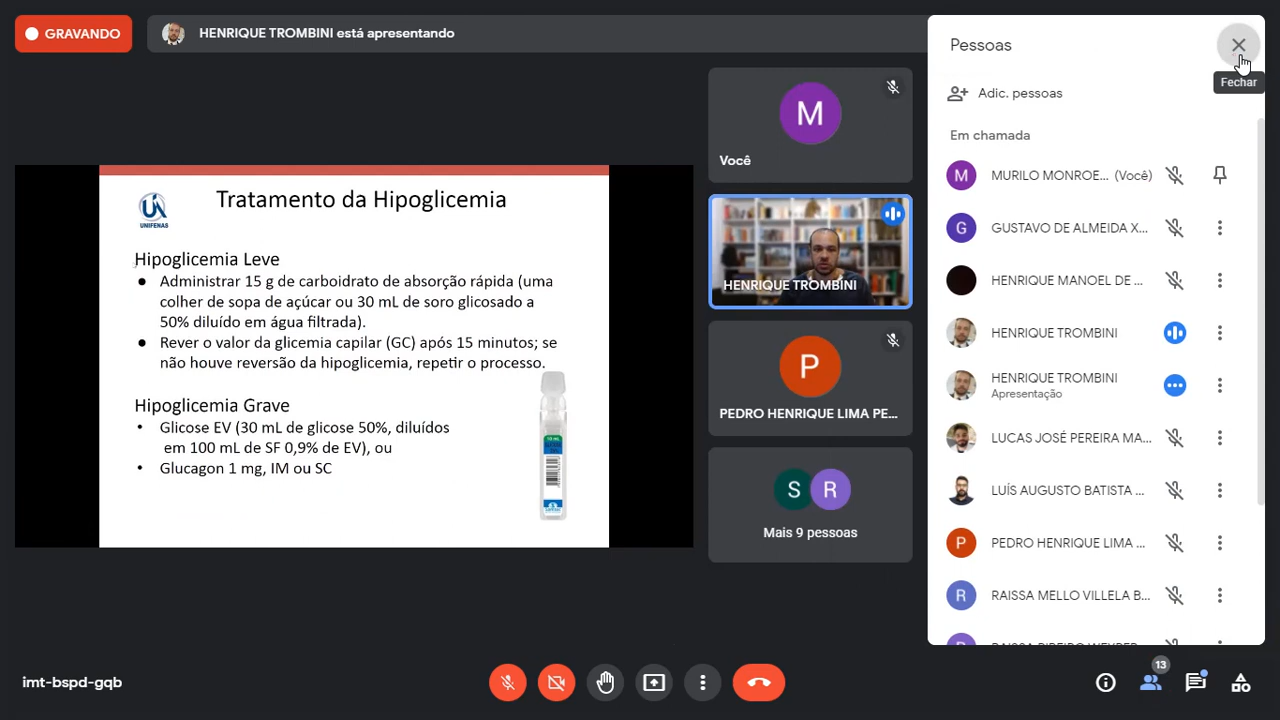 GRAVANDO
HENRIQUE TROMBINI está apresentando
UNIFENAS
Tratamento da Hipoglicemia
Hipoglicemia Leve
● Administrar 15 g de carboidrato de absorção rápida (uma
colher de sopa de açúcar ou 30 mL de soro glicosado a
50% diluído em água filtrada).
● Rever o valor da glicemia capilar (GC) após 15 minutos; se
não houve reversão da hipoglicemia, repetir o processo.
Hipoglicemia Grave
• Glicose EV (30 mL de glicose 50%, diluídos
em 100 mL de SF 0,9% de EV), ou
• Glucagon 1 mg, IM ou SC
M
Você
HENRIQUE TROMBINI
P
PEDRO HENRIQUE LIMA PE...
S R
Mais 9 pessoas
Pessoas
Fechar
Adic. pessoas
Em chamada
M MURILO MONROE... (Você)
G GUSTAVO DE ALMEIDA X...
HENRIQUE MANOEL DE ...
HENRIQUE TROMBINI
HENRIQUE TROMBINI
Apresentação
LUCAS JOSÉ PEREIRA MA...
LUÍS AUGUSTO BATISTA ...
P PEDRO HENRIQUE LIMA ...
R RAISSA MELLO VILLELA B...
imt-bspd-gqb
13